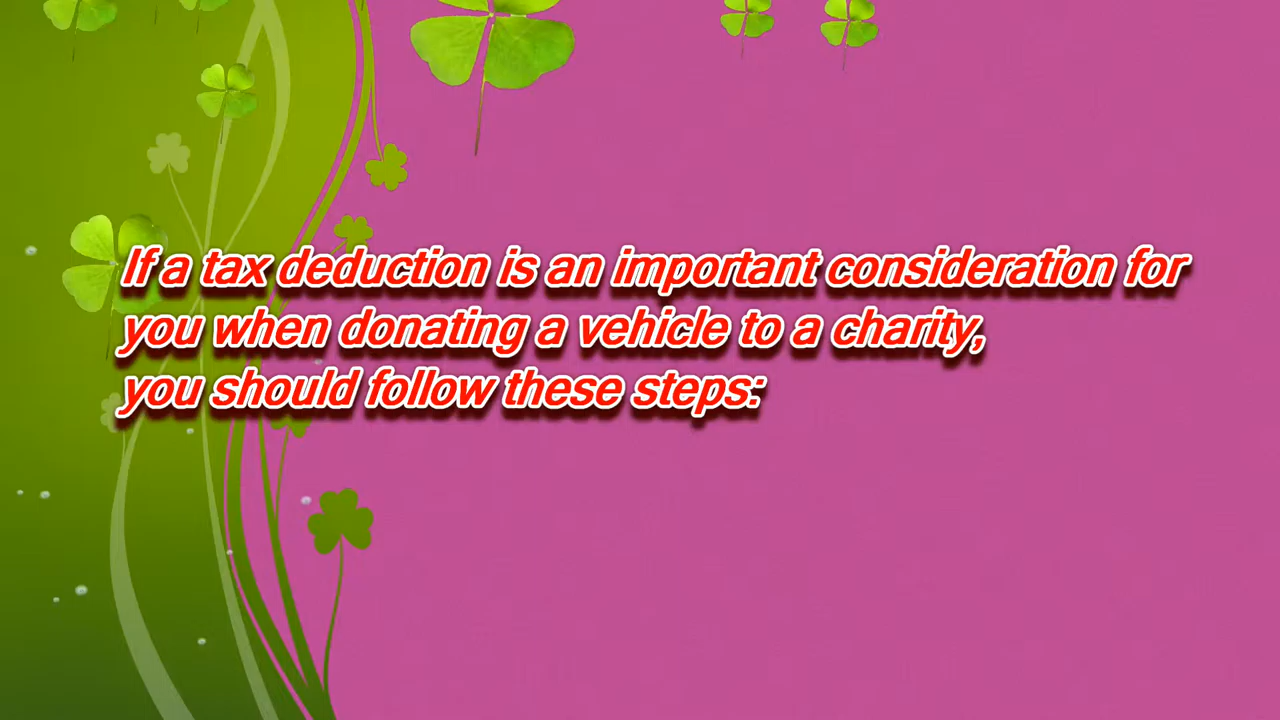 If a tax deduction is an important consideration for
you when donating a vehicle to a charity,
you should follow these steps: